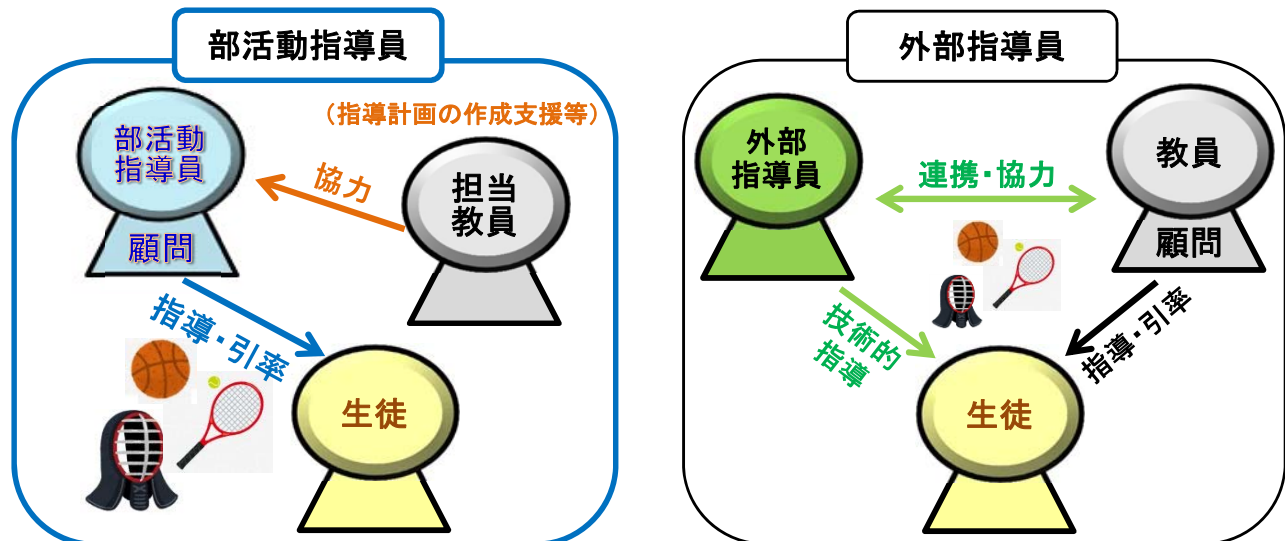 部活動指導員
(指導計画の作成支援等)
部活動
指導員
顧問
協力
担当
教員
指導・引率
生徒
外部指導員
外部
指導員
連携・協力
教員
顧問
技術的
指導
指導・引率
生徒